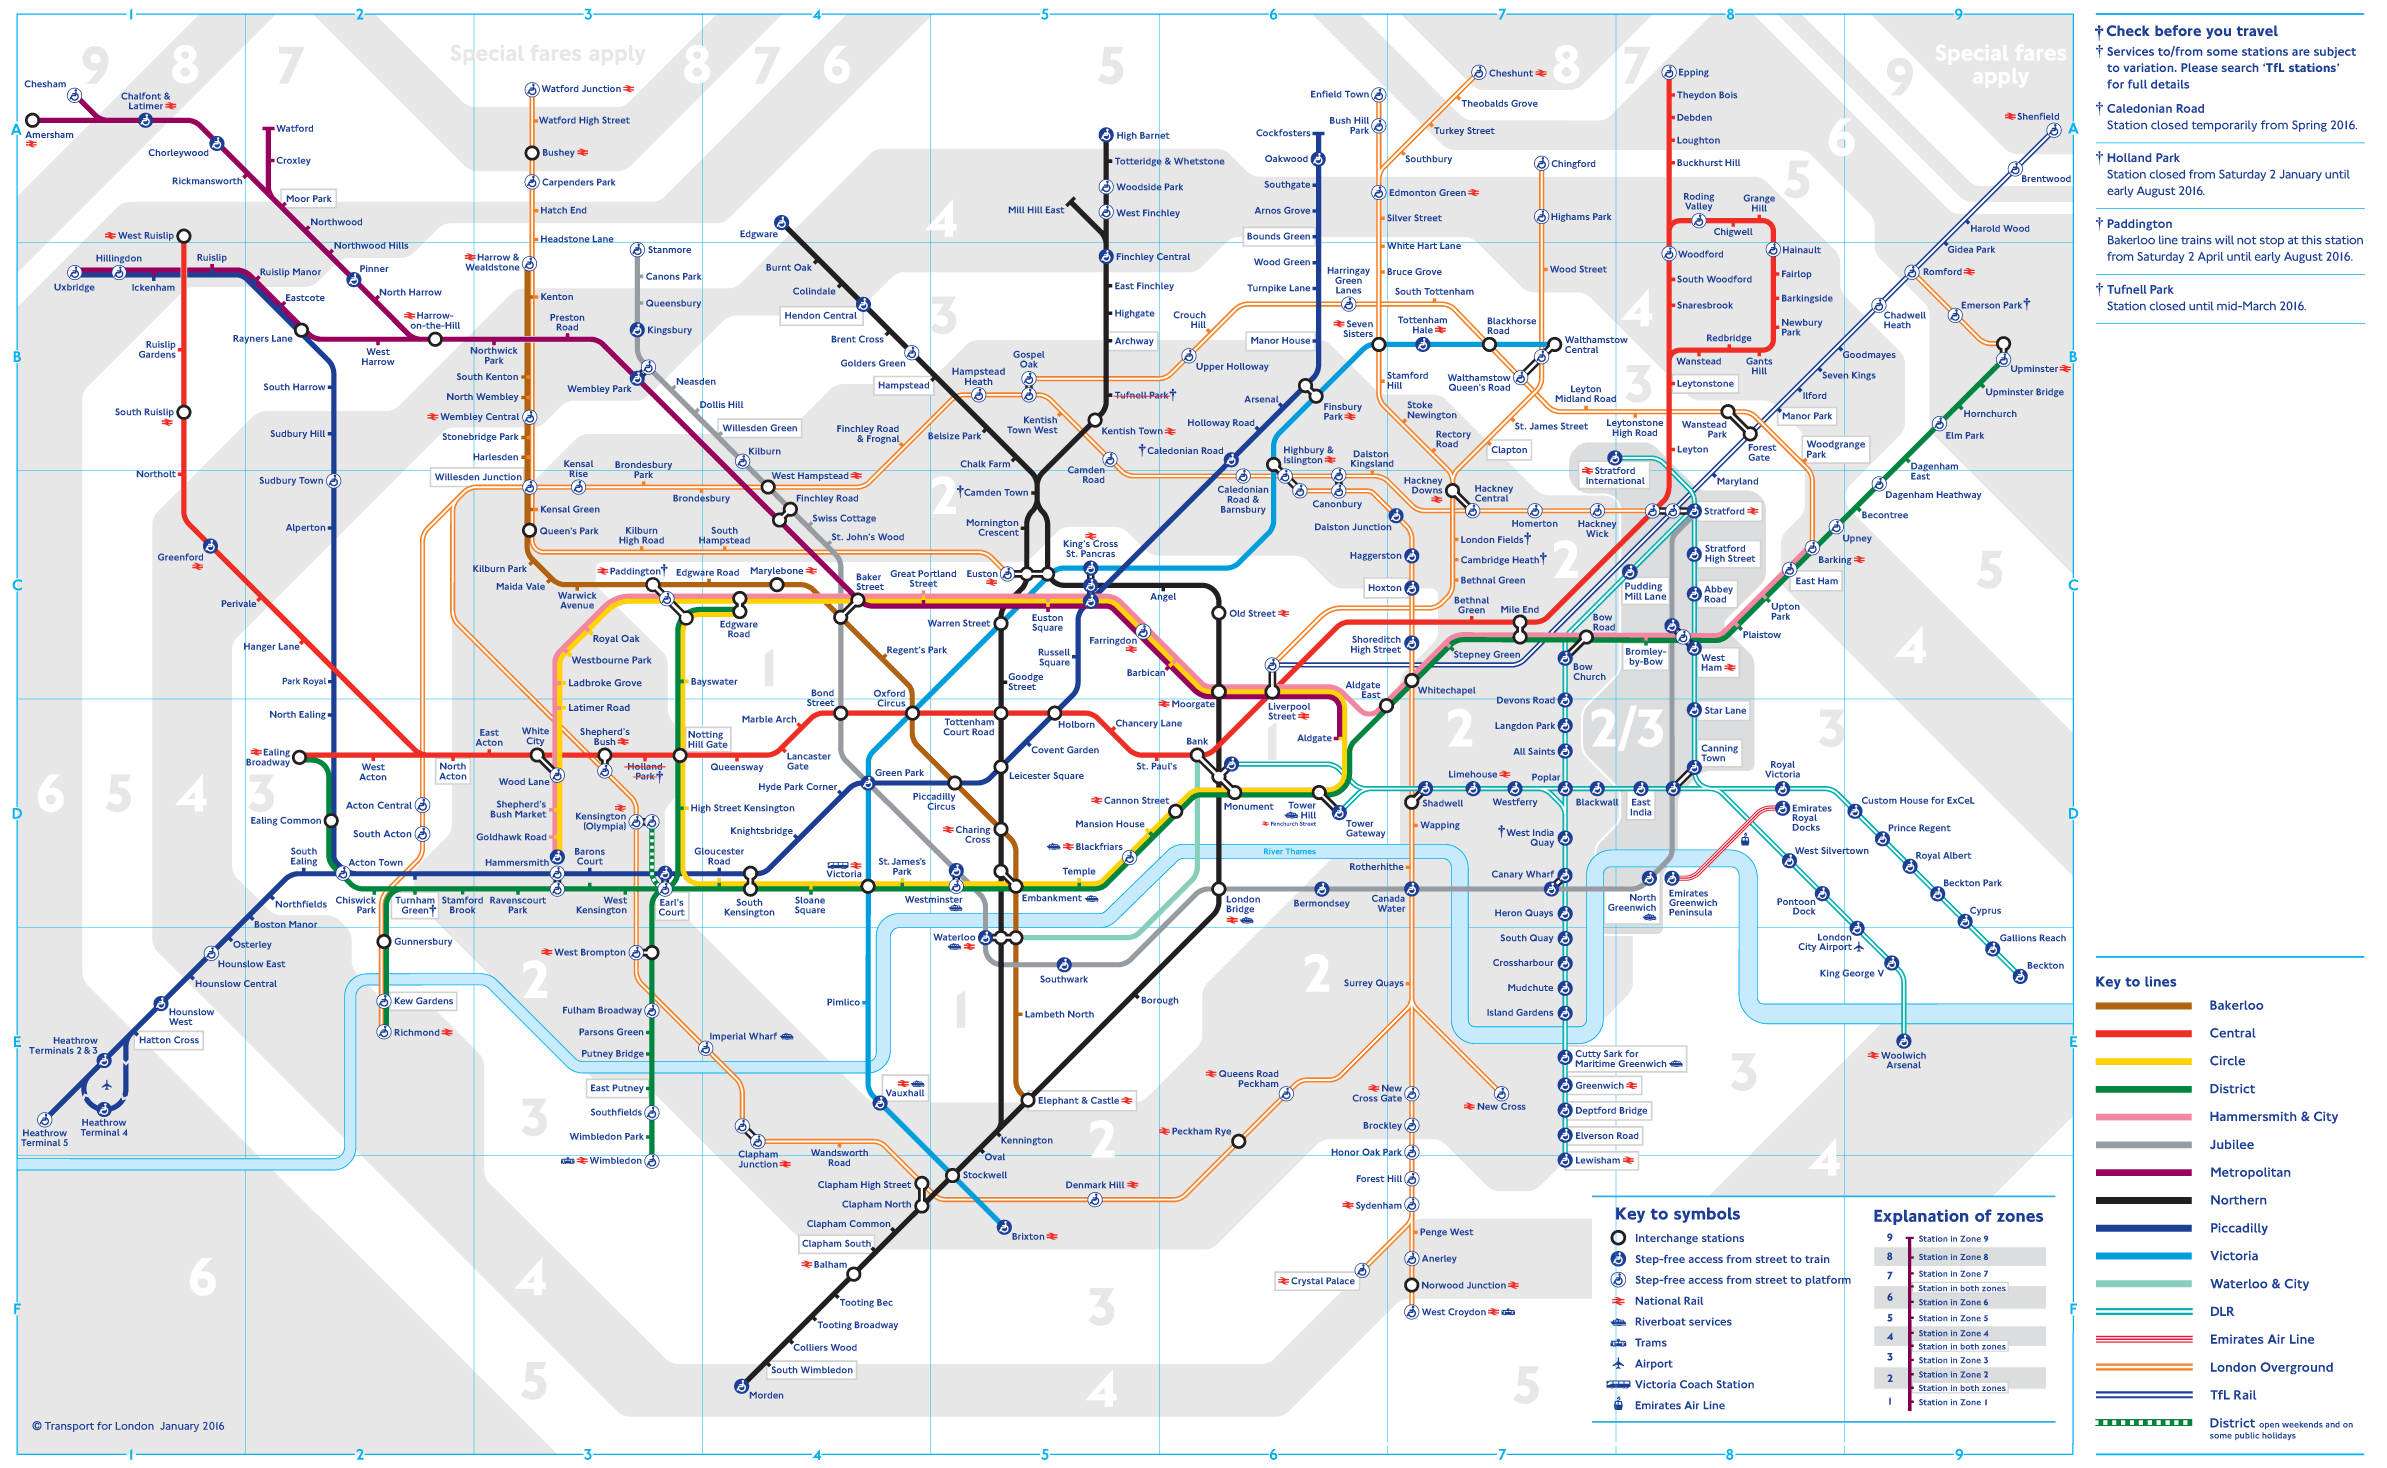 1 2 3 4 5 6 7 8 9
Special fares apply
Special fares
apply
9 8 7 8 7 6 5 8 7 9
Chesham
Chalfont &
Latimer
Amersham
Chorleywood
Rickmansworth
Watford
Croxley
Moor Park
Northwood
Northwood Hills
Pinner
North Harrow
Harrow-
on-the-Hill
West Ruislip
Hillingdon
Uxbridge
Ickenham
Ruislip
Ruislip Manor
Eastcote
Rayners Lane
West
Harrow
Northwick
Park
Preston
Road
Ruislip
Gardens
South Ruislip
Northolt
Greenford
Perivale
Hanger Lane
South Harrow
Sudbury Hill
Sudbury Town
Alperton
Park Royal
North Ealing
Ealing
Broadway
Ealing Common
South
Ealing
Acton Town
West
Acton
North
Acton
East
Acton
White
City
Wood Lane
Shepherd's
Bush
Holland
Park†
Notting
Hill Gate
Queensway
Lancaster
Gate
Marble Arch
Bond
Street
Oxford
Circus
Tottenham
Court Road
Holborn
Chancery Lane
St. Paul's
Bank
Watford Junction
Watford High Street
Bushey
Carpenders Park
Hatch End
Headstone Lane
Harrow &
Wealdstone
Kenton
South Kenton
North Wembley
Wembley Central
Stonebridge Park
Harlesden
Willesden Junction
Kensal Green
Queen's Park
Kilburn Park
Maida Vale
Warwick
Avenue
Paddington†
Edgware Road
Marylebone
Baker
Street
Stanmore
Canons Park
Queensbury
Kingsbury
Wembley Park
Neasden
Dollis Hill
Willesden Green
Kilburn
West Hampstead
Finchley Road
Swiss Cottage
St. John's Wood
Kensal
Rise
Brondesbury
Park
Brondesbury
Kilburn
High Road
South
Hampstead
Finchley Road
& Frognal
Hampstead
Heath
Gospel
Oak
Kentish
Town West
Camden
Road
Crouch
Hill
Upper Holloway
Harringay
Green
Lanes
South Tottenham
Blackhorse
Road
Walthamstow
Central
Walthamstow
Queen's Road
Leyton
Midland Road
Leytonstone
High Road
Wanstead
Park
Woodgrange
Park
Edgware
Burnt Oak
Colindale
Hendon Central
Brent Cross
Golders Green
Hampstead
Belsize Park
Chalk Farm
†Camden Town
Mornington
Crescent
Euston
Mill Hill East
High Barnet
Totteridge & Whetstone
Woodside Park
West Finchley
Finchley Central
East Finchley
Highgate
Archway
Tufnell Park†
Kentish Town
Cockfosters
Oakwood
Southgate
Arnos Grove
Bounds Green
Wood Green
Turnpike Lane
Manor House
Finsbury
Park
Arsenal
Holloway Road
†Caledonian Road
King's Cross
St. Pancras
Russell
Square
Covent Garden
Leicester Square
Piccadilly
Circus
Green Park
Hyde Park Corner
Knightsbridge
Seven
Sisters
Tottenham
Hale
Highbury &
Islington
Caledonian
Road &
Barnsbury
Canonbury
Dalston
Kingsland
Dalston Junction
Hackney
Downs
Hackney
Central
Homerton
Hackney
Wick
Haggerston
Hoxton
Shoreditch
High Street
London Fields†
Cambridge Heath†
Bethnal Green
Bethnal
Green
Mile End
Enfield Town
Bush Hill
Park
Cheshunt
Theobalds Grove
Turkey Street
Southbury
Edmonton Green
Silver Street
White Hart Lane
Bruce Grove
Stamford
Hill
Stoke
Newington
Rectory
Road
Clapton
St. James Street
Chingford
Highams Park
Wood Street
Epping
Theydon Bois
Debden
Loughton
Buckhurst Hill
Roding
Valley
Chigwell
Grange
Hill
Hainault
Fairlop
Barkingside
Newbury
Park
Gants
Hill
Redbridge
Wanstead
Woodford
South Woodford
Snaresbrook
Leytonstone
Leyton
Shenfield
Brentwood
Harold Wood
Gidea Park
Romford
Emerson Park†
Chadwell
Heath
Goodmayes
Seven Kings
Ilford
Manor Park
Forest
Gate
Maryland
Stratford
Stratford
International
Stratford
High Street
Abbey
Road
Pudding
Mill Lane
Upminster
Upminster Bridge
Hornchurch
Elm Park
Dagenham
East
Dagenham Heathway
Becontree
Upney
Barking
East Ham
Upton
Park
Plaistow
West
Ham
Bromley-
by-Bow
Bow
Road
Bow
Church
Stepney Green
Whitechapel
Aldgate
East
Aldgate
Liverpool
Street
Moorgate
Barbican
Farringdon
Euston
Square
Great Portland
Street
Edgware
Road
Royal Oak
Westbourne Park
Ladbroke Grove
Latimer Road
Shepherd's
Bush Market
Goldhawk Road
Hammersmith
Bayswater
High Street Kensington
Kensington
(Olympia)
Regent's Park
Warren Street
Goodge
Street
Angel
Old Street
Acton Central
South Acton
Barons
Court
Gloucester
Road
Chiswick
Park
Turnham
Green†
Stamford
Brook
Ravenscourt
Park
West
Kensington
Earl's
Court
South
Kensington
Sloane
Square
Victoria
St. James's
Park
Westminster
Embankment
Temple
Blackfriars
Mansion House
Cannon Street
Monument
Tower
Hill
Fenchurch Street
Tower
Gateway
Charing
Cross
Waterloo
Southwark
London
Bridge
Bermondsey
Canada
Water
Rotherhithe
Wapping
Shadwell
Limehouse
Westferry
Poplar
Blackwall
East
India
Canning
Town
Star Lane
Devons Road
Langdon Park
All Saints
†West India
Quay
Canary Wharf
Heron Quays
South Quay
Crossharbour
Mudchute
Island Gardens
Cutty Sark for
Maritime Greenwich
Greenwich
Deptford Bridge
Elverson Road
Lewisham
North
Greenwich
Emirates
Greenwich
Peninsula
Emirates
Royal
Docks
Royal
Victoria
Custom House for ExCeL
Prince Regent
Royal Albert
Beckton Park
Cyprus
Gallions Reach
Beckton
West Silvertown
Pontoon
Dock
London
City Airport
King George V
Woolwich
Arsenal
River Thames
Northfields
Boston Manor
Osterley
Hounslow East
Hounslow Central
Hounslow
West
Hatton Cross
Heathrow
Terminals 2 & 3
Heathrow
Terminal 4
Heathrow
Terminal 5
Gunnersbury
Kew Gardens
Richmond
West Brompton
Fulham Broadway
Parsons Green
Putney Bridge
East Putney
Southfields
Wimbledon Park
Wimbledon
Imperial Wharf
Clapham
Junction
Wandsworth
Road
Clapham High Street
Clapham North
Clapham Common
Clapham South
Balham
Tooting Bec
Tooting Broadway
Colliers Wood
South Wimbledon
Morden
Pimlico
Vauxhall
Stockwell
Brixton
Oval
Kennington
Lambeth North
Elephant & Castle
Borough
Denmark Hill
Peckham Rye
Queens Road
Peckham
Surrey Quays
New
Cross Gate
New Cross
Brockley
Honor Oak Park
Forest Hill
Sydenham
Penge West
Crystal Palace
Anerley
Norwood Junction
West Croydon
A B C D E F
1 2 3 4 5 6 7 8 9
2/3
© Transport for London January 2016
Key to symbols
Interchange stations
Step-free access from street to train
Step-free access from street to platform
National Rail
Riverboat services
Trams
Airport
Victoria Coach Station
Emirates Air Line
Explanation of zones
9 Station in Zone 9
8 Station in Zone 8
7 Station in Zone 7
Station in both zones
6 Station in Zone 6
5 Station in Zone 5
4 Station in Zone 4
Station in both zones
3 Station in Zone 3
2 Station in Zone 2
Station in both zones
1 Station in Zone 1
† Check before you travel
† Services to/from some stations are subject
to variation. Please search 'TfL stations'
for full details
† Caledonian Road
Station closed temporarily from Spring 2016.
† Holland Park
Station closed from Saturday 2 January until
early August 2016.
† Paddington
Bakerloo line trains will not stop at this station
from Saturday 2 April until early August 2016.
† Tufnell Park
Station closed until mid-March 2016.
Key to lines
Bakerloo
Central
Circle
District
Hammersmith & City
Jubilee
Metropolitan
Northern
Piccadilly
Victoria
Waterloo & City
DLR
Emirates Air Line
London Overground
TfL Rail
District open weekends and on
some public holidays